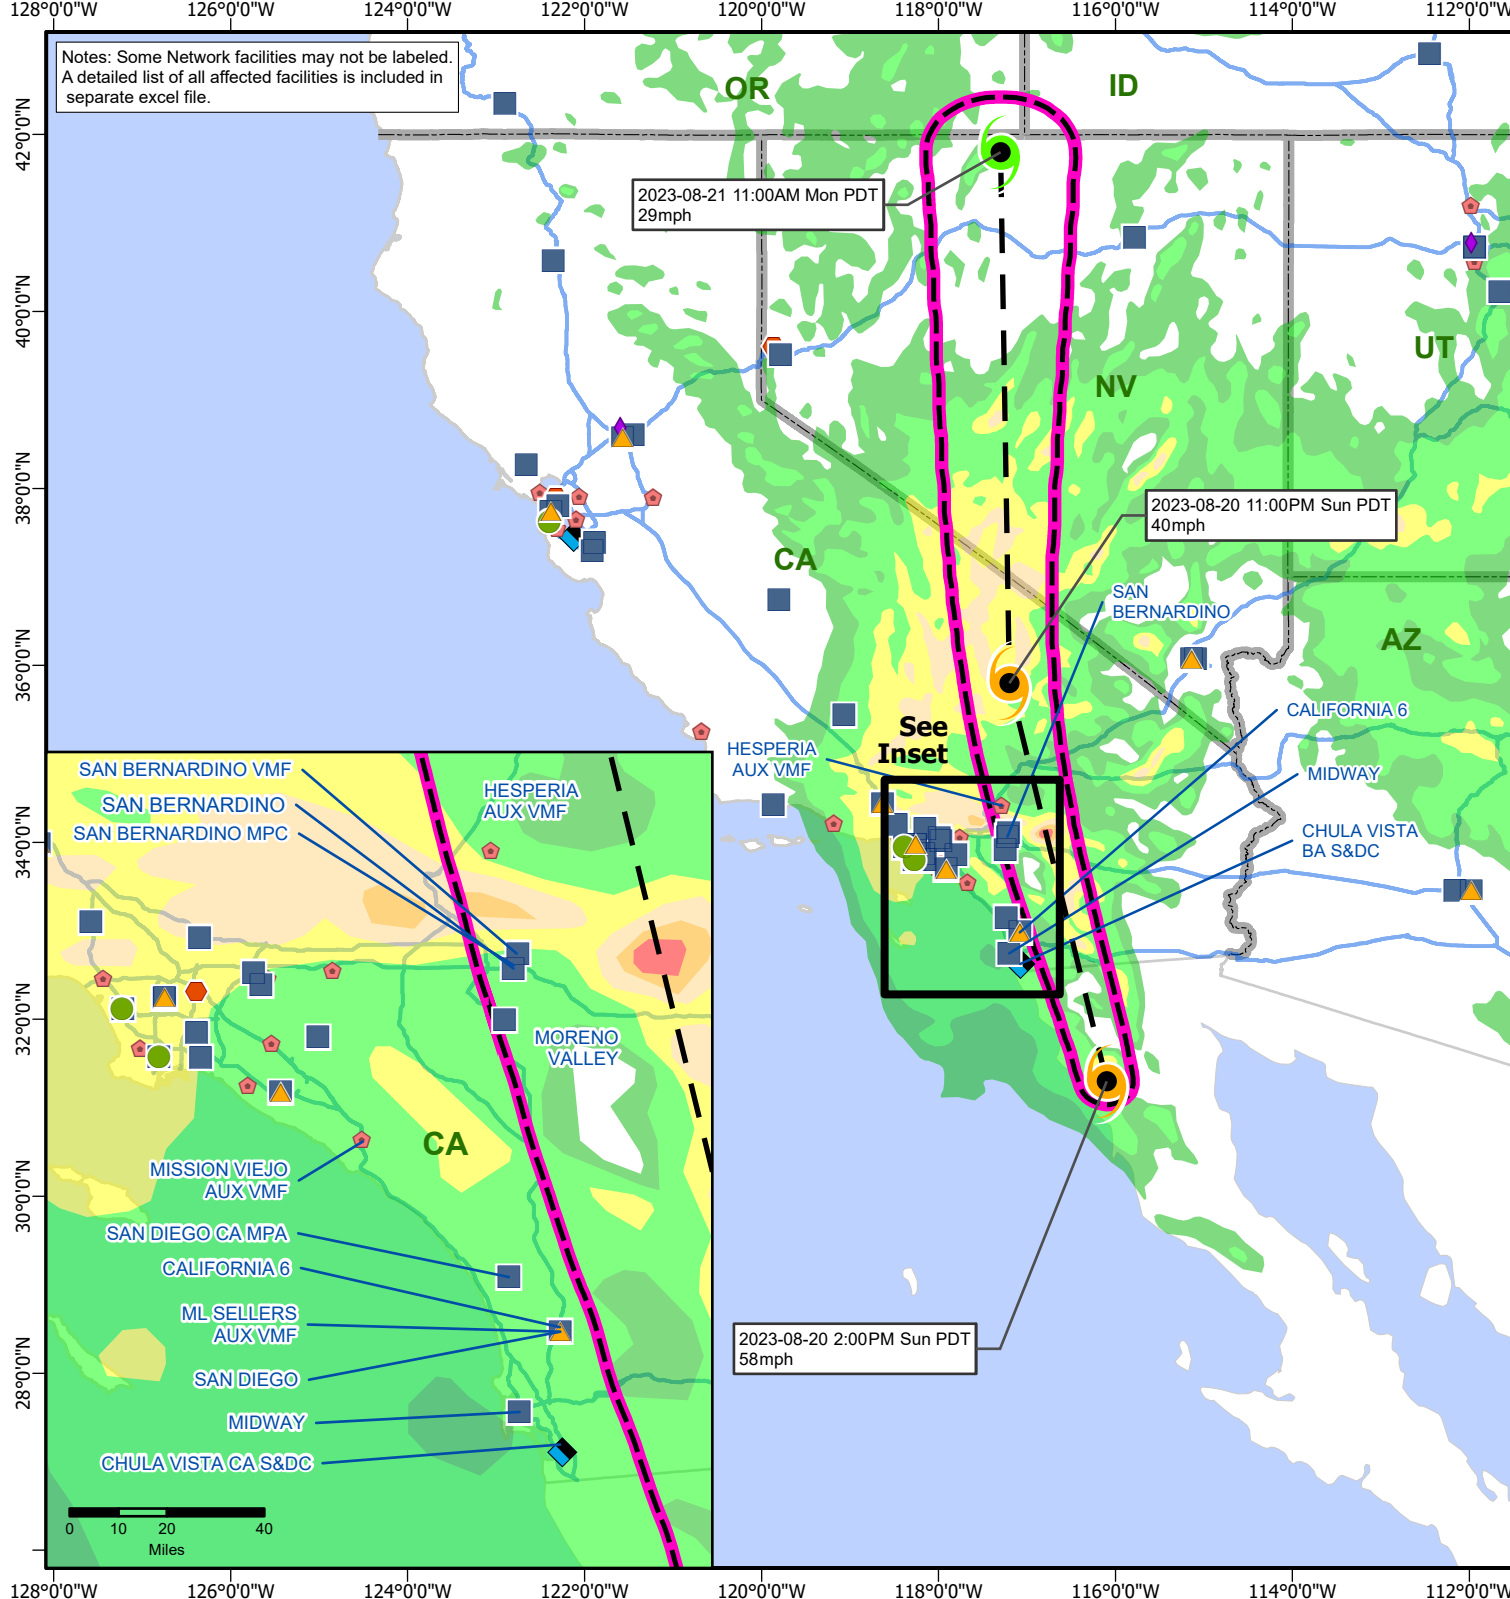 128°0'0"W
126°0'0"W
124°0'0"W
122°0'0"W
120°0'0"W
118°0'0"W
116°0'0"W
114°0'0"W
112°0'0"W
Notes: Some Network facilities may not be labeled.
A detailed list of all affected facilities is included in
separate excel file.
OR
ID
42°0'0"N
2023-08-21 11:00AM Mon PDT
29mph
40°0'0"N
UT
NV
38°0'0"N
2023-08-20 11:00PM Sun PDT
40mph
CA
SAN
BERNARDINO
36°0'0"N
AZ
CALIFORNIA 6
See
Inset
HESPERIA
AUX VMF
MIDWAY
CHULA VISTA
BA S&DC
34°0'0"N
SAN BERNARDINO VMF
SAN BERNARDINO
SAN BERNARDINO MPC
HESPERIA
AUX VMF
32°0'0"N
MORENO
VALLEY
CA
MISSION VIEJO
AUX VMF
30°0'0"N
SAN DIEGO CA MPA
CALIFORNIA 6
ML SELLERS
AUX VMF
SAN DIEGO
28°0'0"N
MIDWAY
CHULA VISTA CA S&DC
2023-08-20 2:00PM Sun PDT
58mph
0 10 20 40
Miles
128°0'0"W
126°0'0"W
124°0'0"W
122°0'0"W
120°0'0"W
118°0'0"W
116°0'0"W
114°0'0"W
112°0'0"W